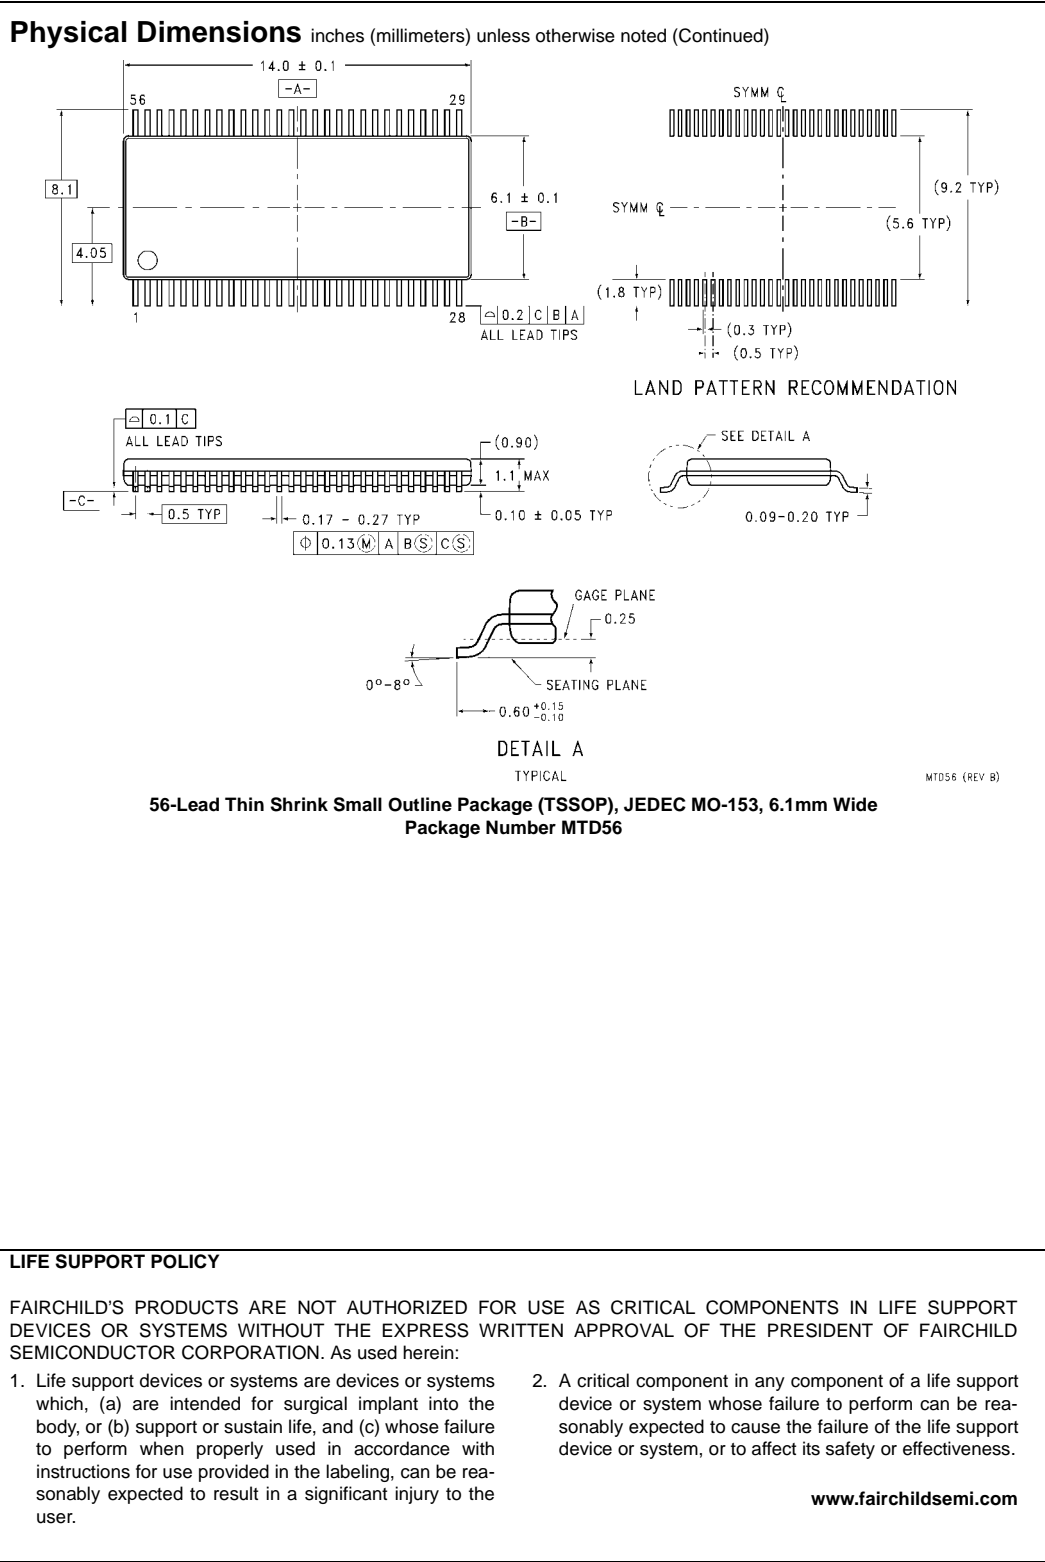 Physical Dimensions inches (millimeters) unless otherwise noted (Continued)
14.0 ± 0.1
-A-
56
29
8.1
4.05
6.1 ± 0.1
-B-
1
28
⌓ 0.2 C B A
ALL LEAD TIPS
SYMM ℄
SYMM ℄
(9.2 TYP)
(5.6 TYP)
(1.8 TYP)
(0.3 TYP)
(0.5 TYP)
LAND PATTERN RECOMMENDATION
⌓ 0.1 C
ALL LEAD TIPS
(0.90)
1.1 MAX
-C-
0.5 TYP
0.17 – 0.27 TYP
0.10 ± 0.05 TYP
Φ 0.13 Ⓜ A BⓈ CⓈ
SEE DETAIL A
0.09–0.20 TYP
GAGE PLANE
0.25
0°–8°
SEATING PLANE
0.60 +0.15 –0.10
DETAIL A
TYPICAL
MTD56 (REV B)
56-Lead Thin Shrink Small Outline Package (TSSOP), JEDEC MO-153, 6.1mm Wide
Package Number MTD56
LIFE SUPPORT POLICY
FAIRCHILD'S PRODUCTS ARE NOT AUTHORIZED FOR USE AS CRITICAL COMPONENTS IN LIFE SUPPORT
DEVICES OR SYSTEMS WITHOUT THE EXPRESS WRITTEN APPROVAL OF THE PRESIDENT OF FAIRCHILD
SEMICONDUCTOR CORPORATION. As used herein:
1. Life support devices or systems are devices or systems
which, (a) are intended for surgical implant into the
body, or (b) support or sustain life, and (c) whose failure
to perform when properly used in accordance with
instructions for use provided in the labeling, can be rea-
sonably expected to result in a significant injury to the
user.
2. A critical component in any component of a life support
device or system whose failure to perform can be rea-
sonably expected to cause the failure of the life support
device or system, or to affect its safety or effectiveness.
www.fairchildsemi.com